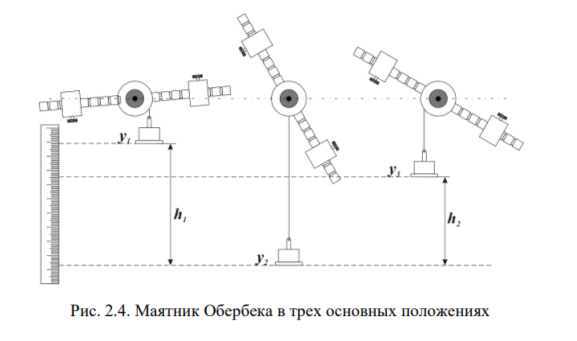 y₁
y₃
h₁
h₂
y₂
Рис. 2.4. Маятник Обербека в трех основных положениях